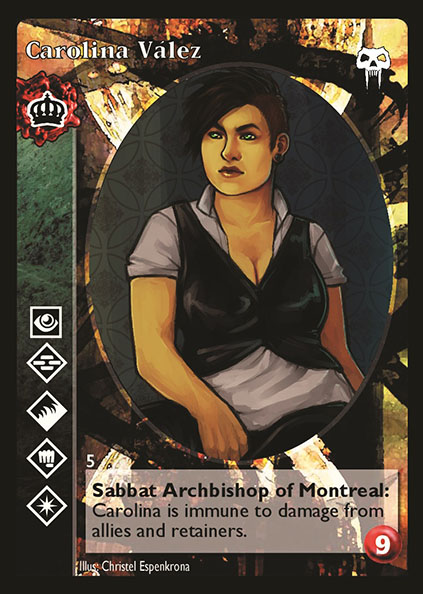 Carolina Vález
5
Sabbat Archbishop of Montreal:
Carolina is immune to damage from
allies and retainers.
9
Illus: Christel Espenkrona